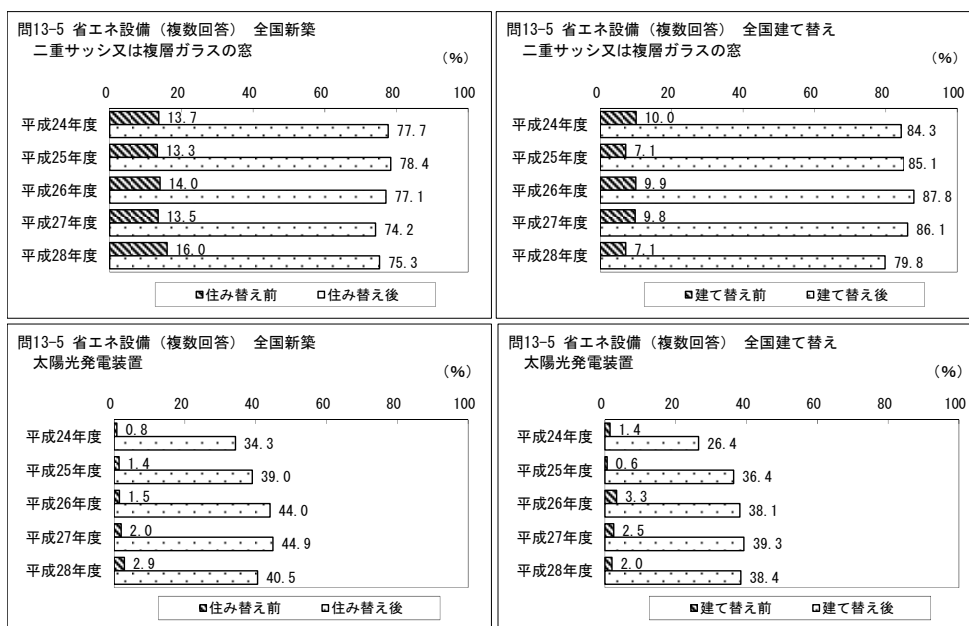 問13-5 省エネ設備（複数回答） 全国新築
二重サッシ又は複層ガラスの窓
(%)
0 20 40 60 80 100
平成24年度 13.7 77.7
平成25年度 13.3 78.4
平成26年度 14.0 77.1
平成27年度 13.5 74.2
平成28年度 16.0 75.3
住み替え前 住み替え後
問13-5 省エネ設備（複数回答） 全国建て替え
二重サッシ又は複層ガラスの窓
(%)
0 20 40 60 80 100
平成24年度 10.0 84.3
平成25年度 7.1 85.1
平成26年度 9.9 87.8
平成27年度 9.8 86.1
平成28年度 7.1 79.8
建て替え前 建て替え後
問13-5 省エネ設備（複数回答） 全国新築
太陽光発電装置
(%)
0 20 40 60 80 100
平成24年度 0.8 34.3
平成25年度 1.4 39.0
平成26年度 1.5 44.0
平成27年度 2.0 44.9
平成28年度 2.9 40.5
住み替え前 住み替え後
問13-5 省エネ設備（複数回答） 全国建て替え
太陽光発電装置
(%)
0 20 40 60 80 100
平成24年度 1.4 26.4
平成25年度 0.6 36.4
平成26年度 3.3 38.1
平成27年度 2.5 39.3
平成28年度 2.0 38.4
建て替え前 建て替え後